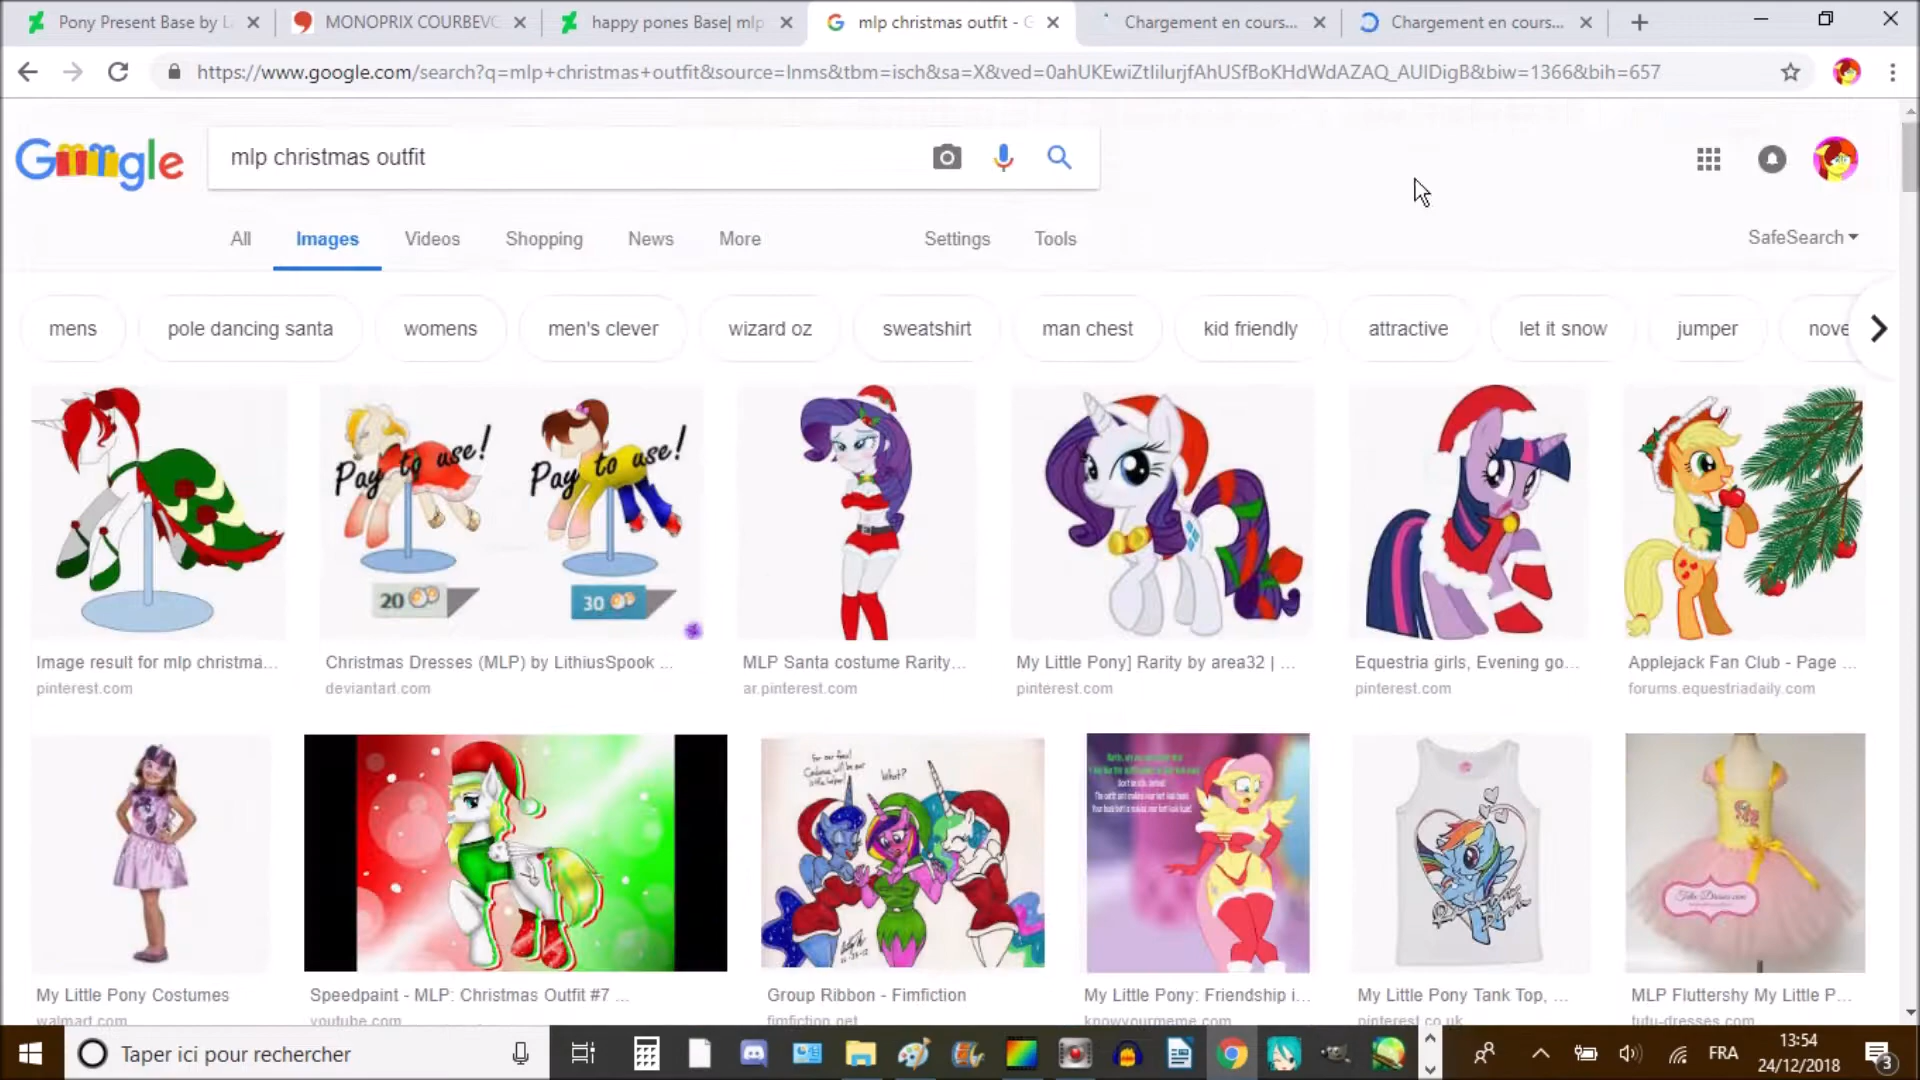 Pony Present Base by L
MONOPRIX COURBEVO
happy pones Base| mlp
mlp christmas outfit - G
Chargement en cours...
Chargement en cours...
https://www.google.com/search?q=mlp+christmas+outfit&source=lnms&tbm=isch&sa=X&ved=0ahUKEwiZtIilurjfAhUSfBoKHdWdAZAQ_AUIDigB&biw=1366&bih=657
Google
mlp christmas outfit
All
Images
Videos
Shopping
News
More
Settings
Tools
SafeSearch
mens
pole dancing santa
womens
men's clever
wizard oz
sweatshirt
man chest
kid friendly
attractive
let it snow
jumper
nove
Pay to use!
Pay to use!
20
30
Image result for mlp christma...
pinterest.com
Christmas Dresses (MLP) by LithiusSpook ...
deviantart.com
MLP Santa costume Rarity...
ar.pinterest.com
My Little Pony] Rarity by area32 | ...
pinterest.com
Equestria girls, Evening go...
pinterest.com
Applejack Fan Club - Page ...
forums.equestriadaily.com
What?
My Little Pony Costumes
walmart.com
Speedpaint - MLP: Christmas Outfit #7 ...
youtube.com
Group Ribbon - Fimfiction
fimfiction.net
My Little Pony: Friendship i...
knowyourmeme.com
My Little Pony Tank Top, ...
pinterest.co.uk
MLP Fluttershy My Little P...
tutu-dresses.com
Taper ici pour rechercher
FRA
13:54
24/12/2018
3